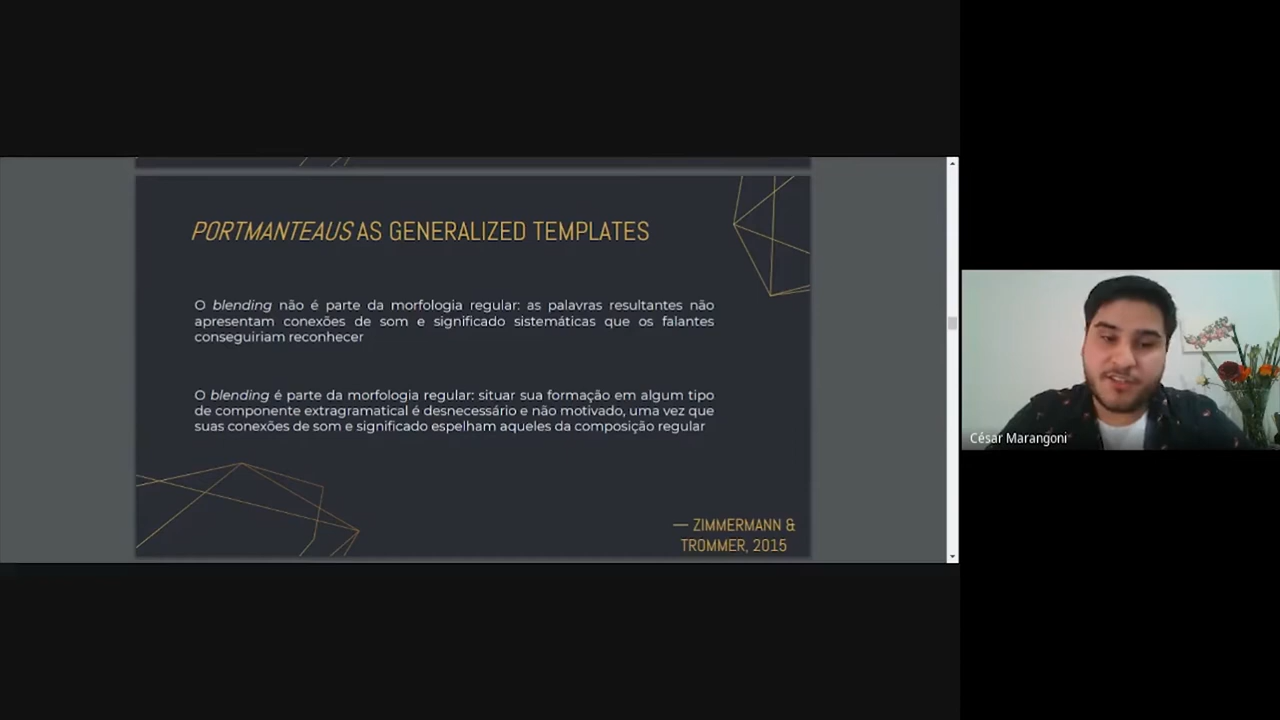 PORTMANTEAUS AS GENERALIZED TEMPLATES
O blending não é parte da morfologia regular: as palavras resultantes não
apresentam conexões de som e significado sistemáticas que os falantes
conseguiriam reconhecer
O blending é parte da morfologia regular: situar sua formação em algum tipo
de componente extragramatical é desnecessário e não motivado, uma vez que
suas conexões de som e significado espelham aqueles da composição regular
— ZIMMERMANN &
TROMMER, 2015
César Marangoni